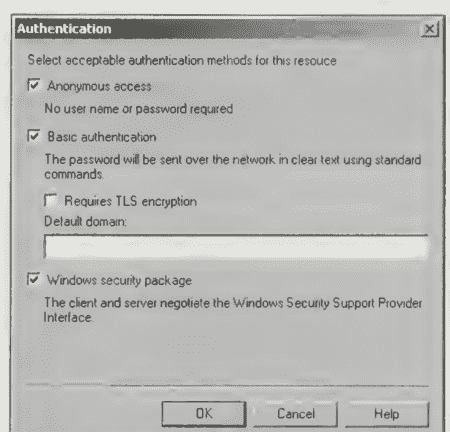 Authentication
Select acceptable authentication methods for this resouce
Anonymous access
No user name or password required
Basic authentication
The password will be sent over the network in clear text using standard
commands.
Requires TLS encryption
Default domain:
Windows security package
The client and server negotiate the Windows Security Support Provider
Interface.
OK Cancel Help